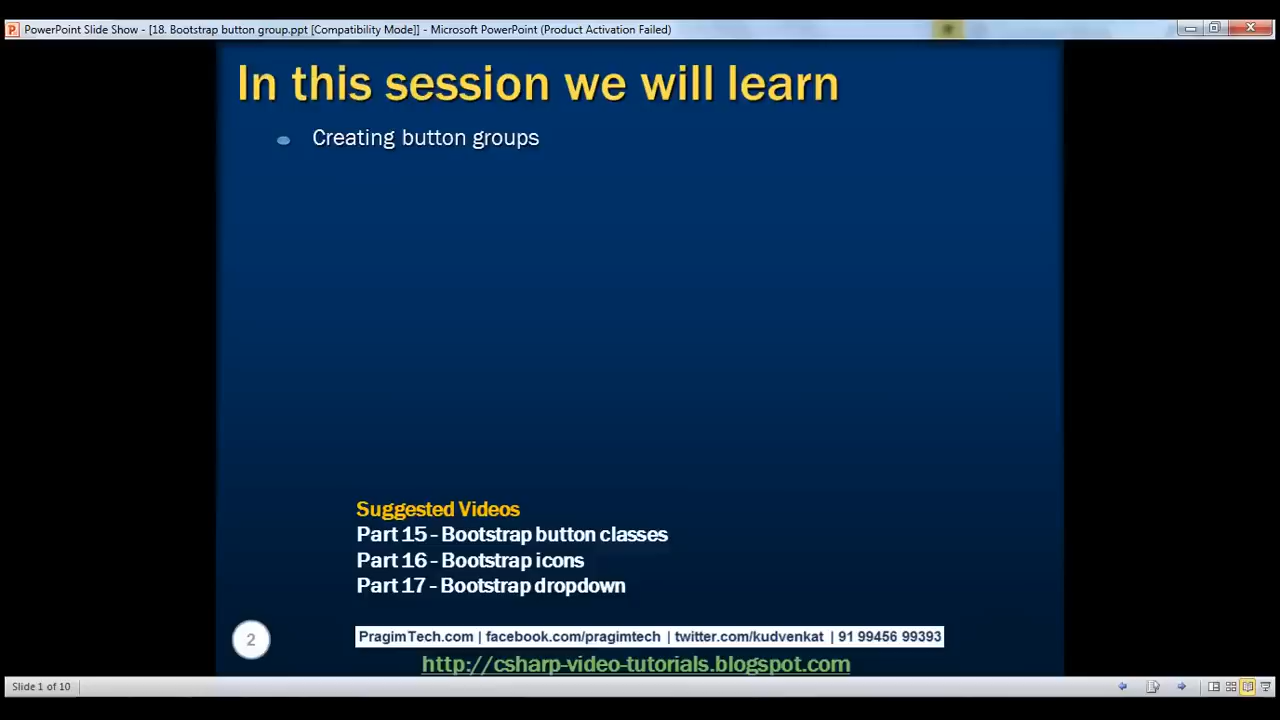 PowerPoint Slide Show - [18. Bootstrap button group.ppt [Compatibility Mode]] - Microsoft PowerPoint (Product Activation Failed)
In this session we will learn
Creating button groups
Suggested Videos
Part 15 - Bootstrap button classes
Part 16 - Bootstrap icons
Part 17 - Bootstrap dropdown
2
PragimTech.com | facebook.com/pragimtech | twitter.com/kudvenkat | 91 99456 99393
http://csharp-video-tutorials.blogspot.com
Slide 1 of 10